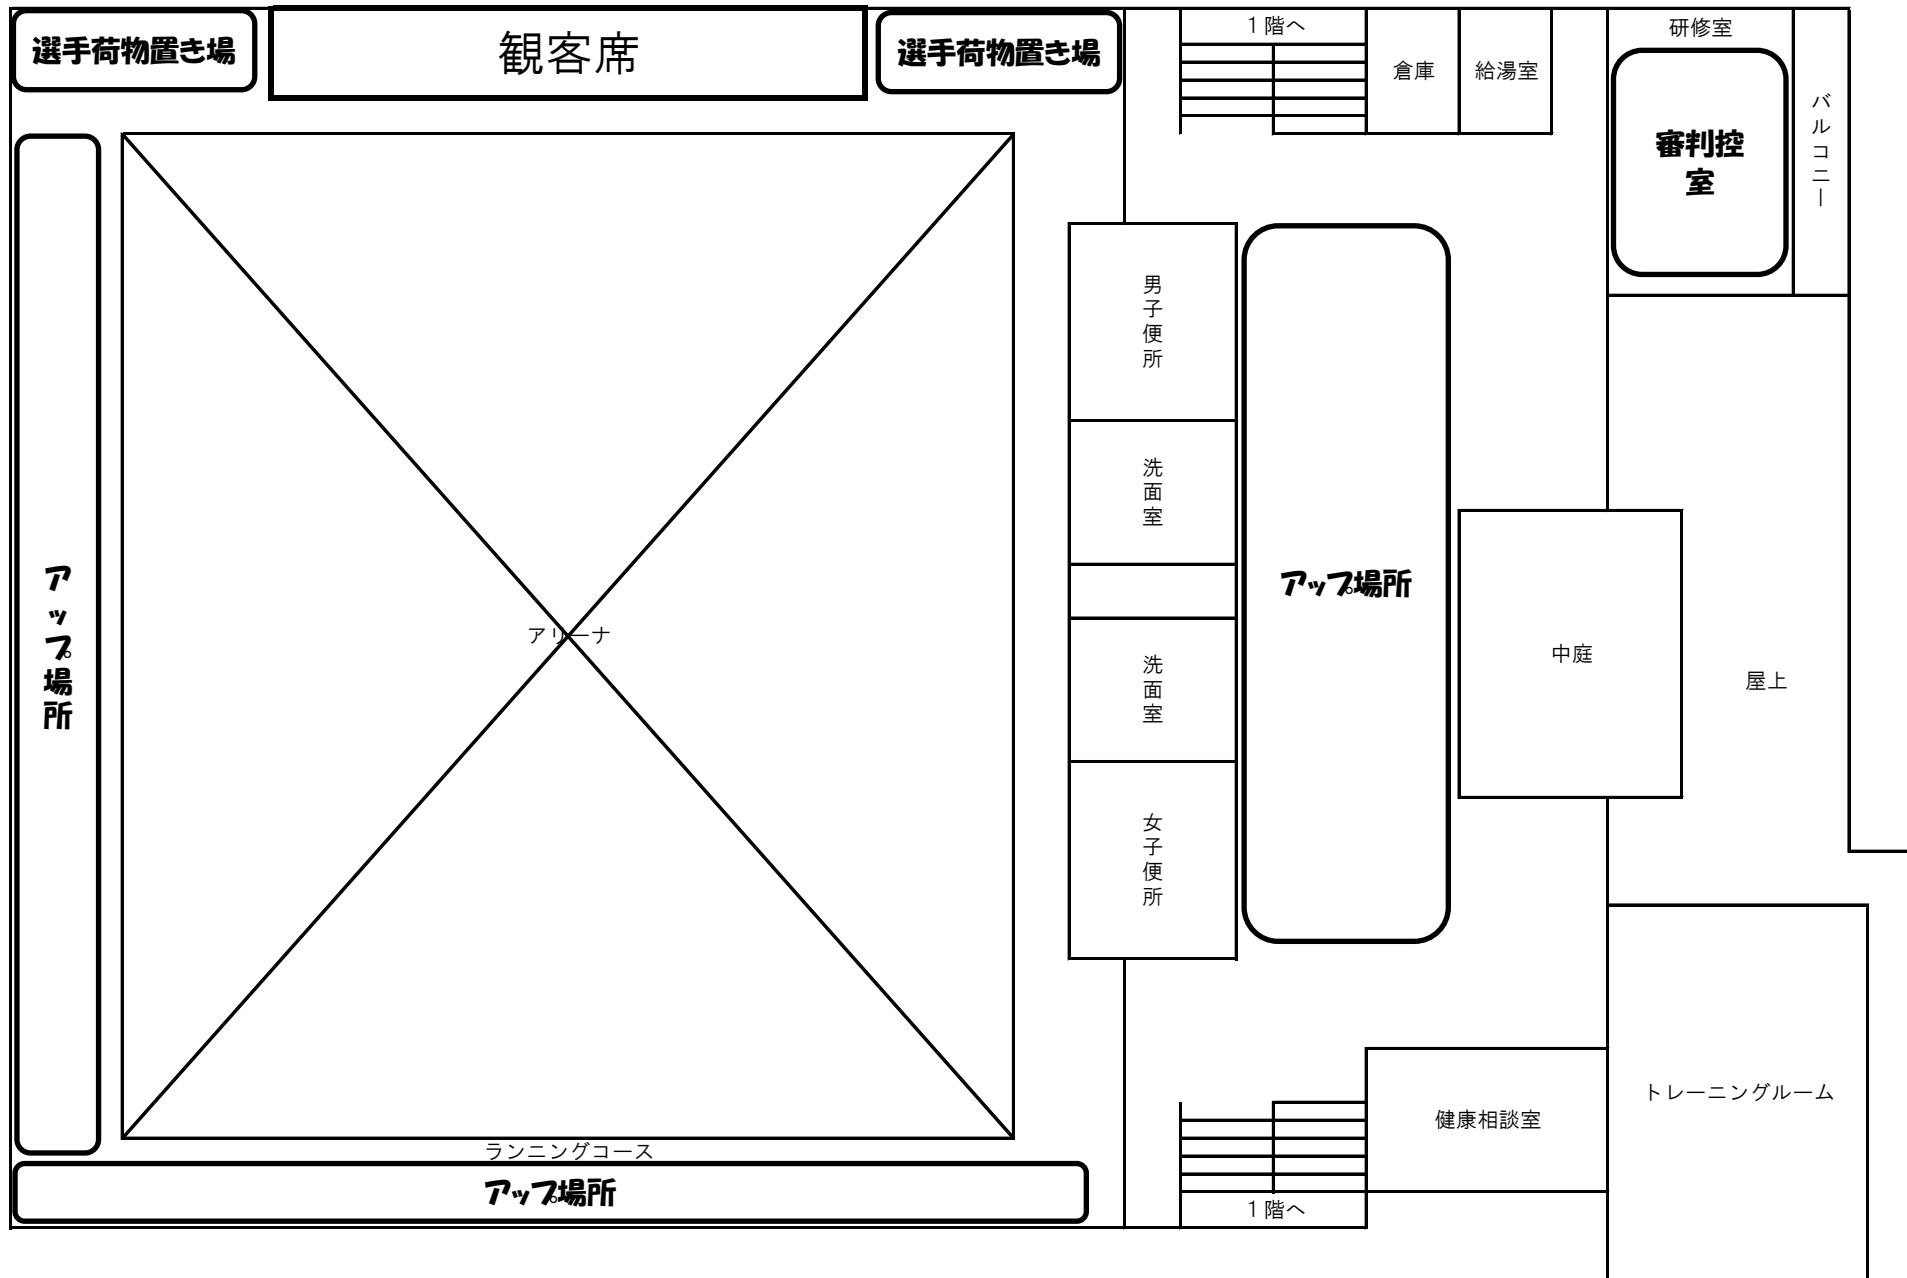 選手荷物置き場
観客席
選手荷物置き場
1階へ
倉庫
給湯室
研修室
審判控
室
バルコニー
男子便所
洗面室
洗面室
女子便所
アップ場所
アップ場所
アリーナ
中庭
屋上
ランニングコース
アップ場所
1階へ
健康相談室
トレーニングルーム